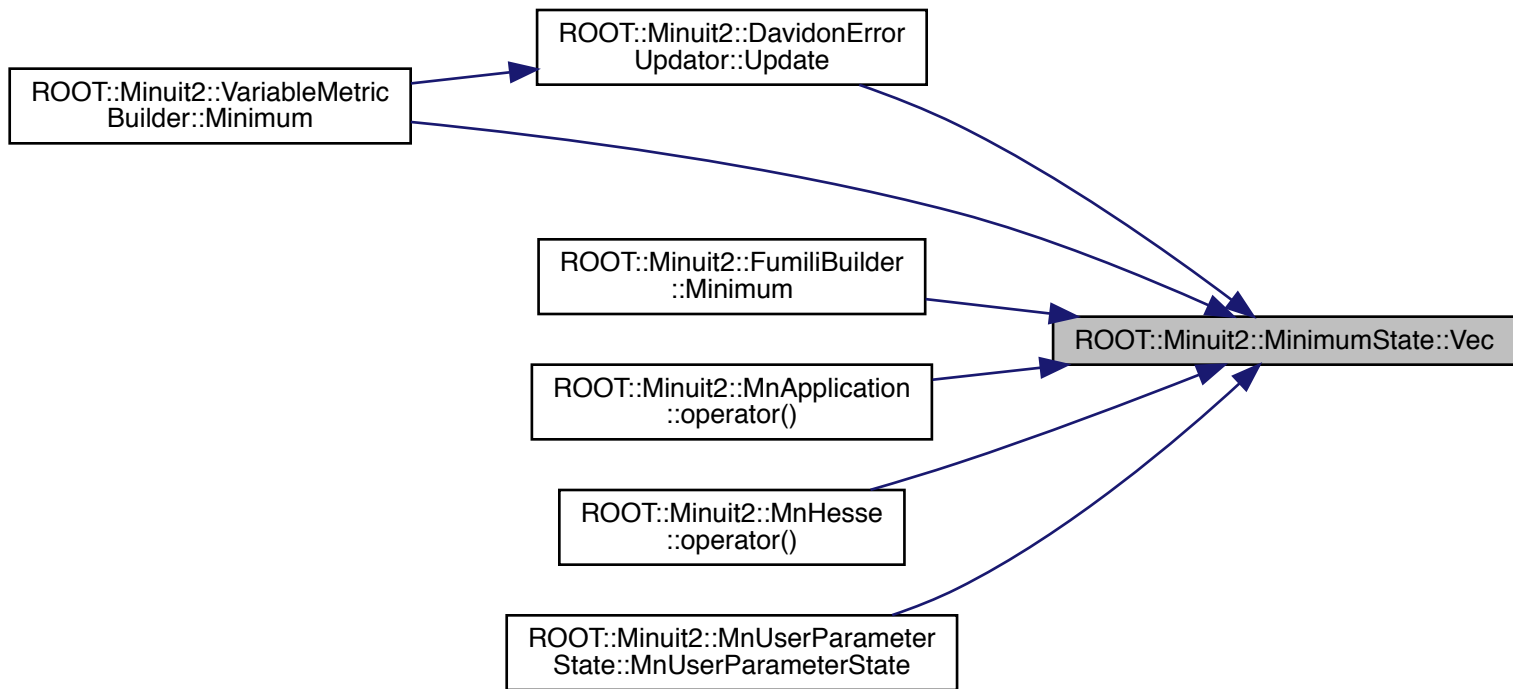 ROOT::Minuit2::DavidonError
Updator::Update
ROOT::Minuit2::VariableMetric
Builder::Minimum
ROOT::Minuit2::FumiliBuilder
::Minimum
ROOT::Minuit2::MinimumState::Vec
ROOT::Minuit2::MnApplication
::operator()
ROOT::Minuit2::MnHesse
::operator()
ROOT::Minuit2::MnUserParameter
State::MnUserParameterState